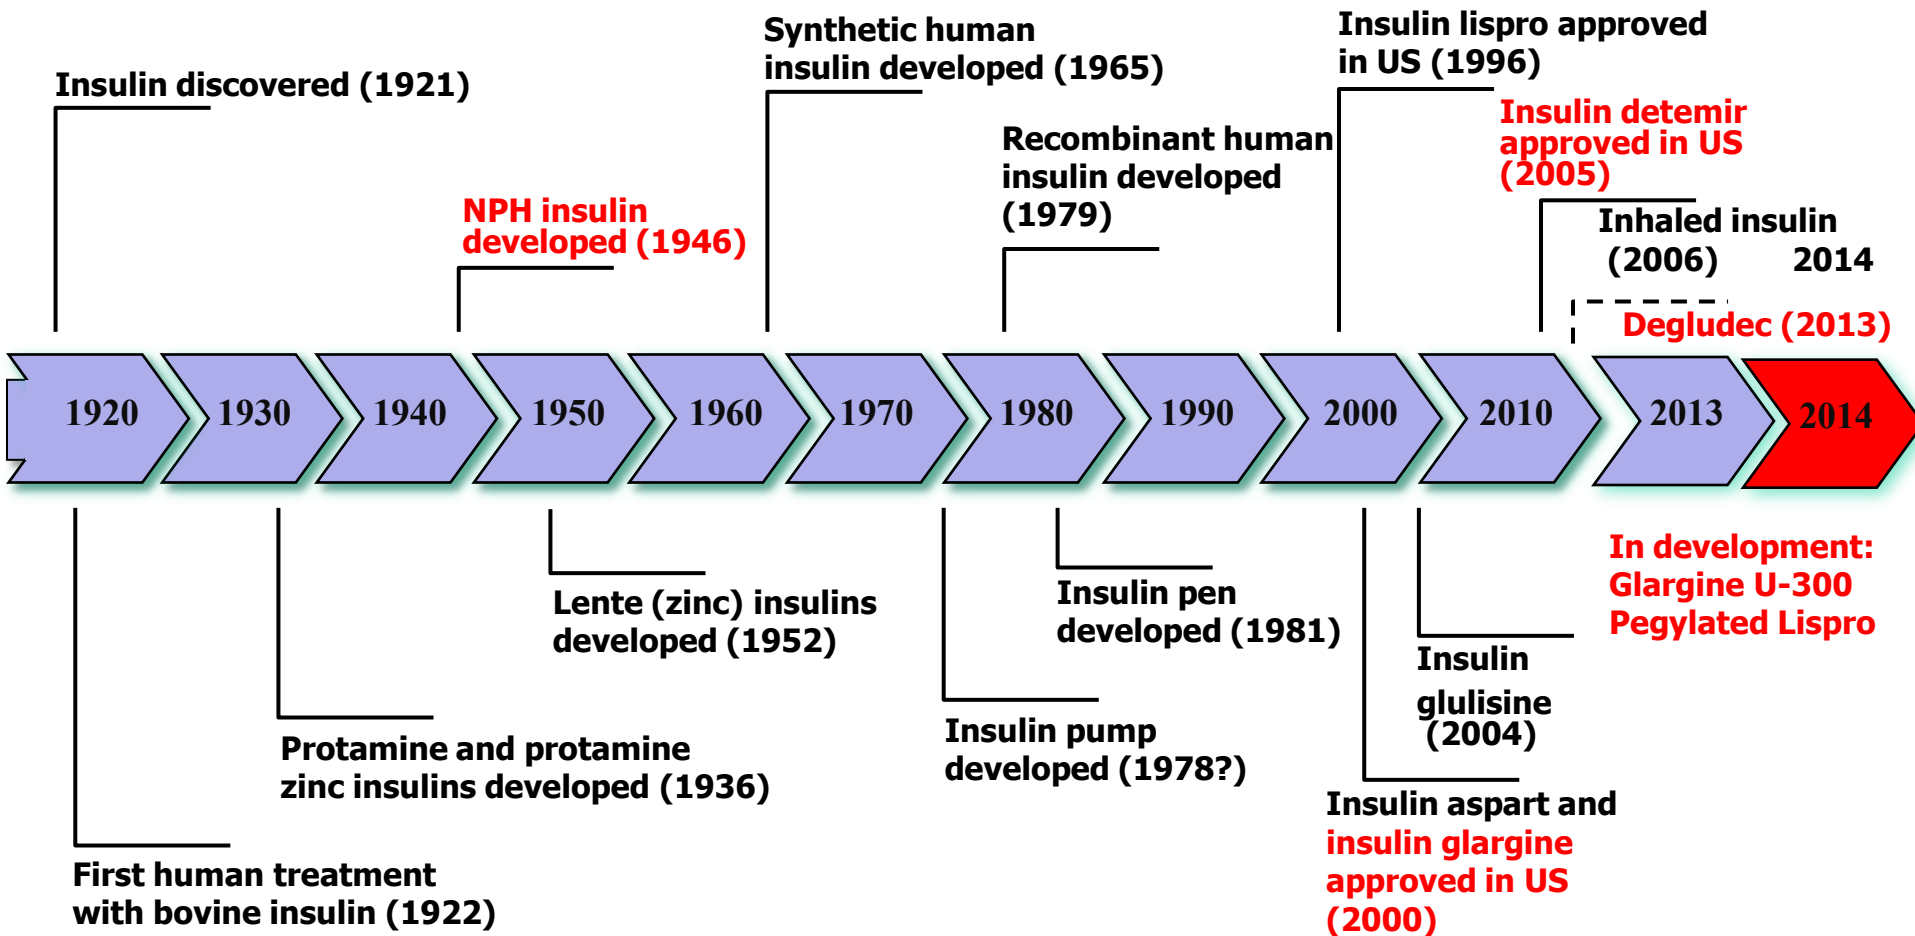 Insulin discovered (1921)
NPH insulin
developed (1946)
Synthetic human
insulin developed (1965)
Recombinant human
insulin developed
(1979)
Insulin lispro approved
in US (1996)
Insulin detemir
approved in US
(2005)
Inhaled insulin
(2006) 2014
Degludec (2013)
1920 1930 1940 1950 1960 1970 1980 1990 2000 2010 2013 2014
First human treatment
with bovine insulin (1922)
Protamine and protamine
zinc insulins developed (1936)
Lente (zinc) insulins
developed (1952)
Insulin pump
developed (1978?)
Insulin pen
developed (1981)
Insulin aspart and
insulin glargine
approved in US
(2000)
Insulin
glulisine
(2004)
In development:
Glargine U-300
Pegylated Lispro